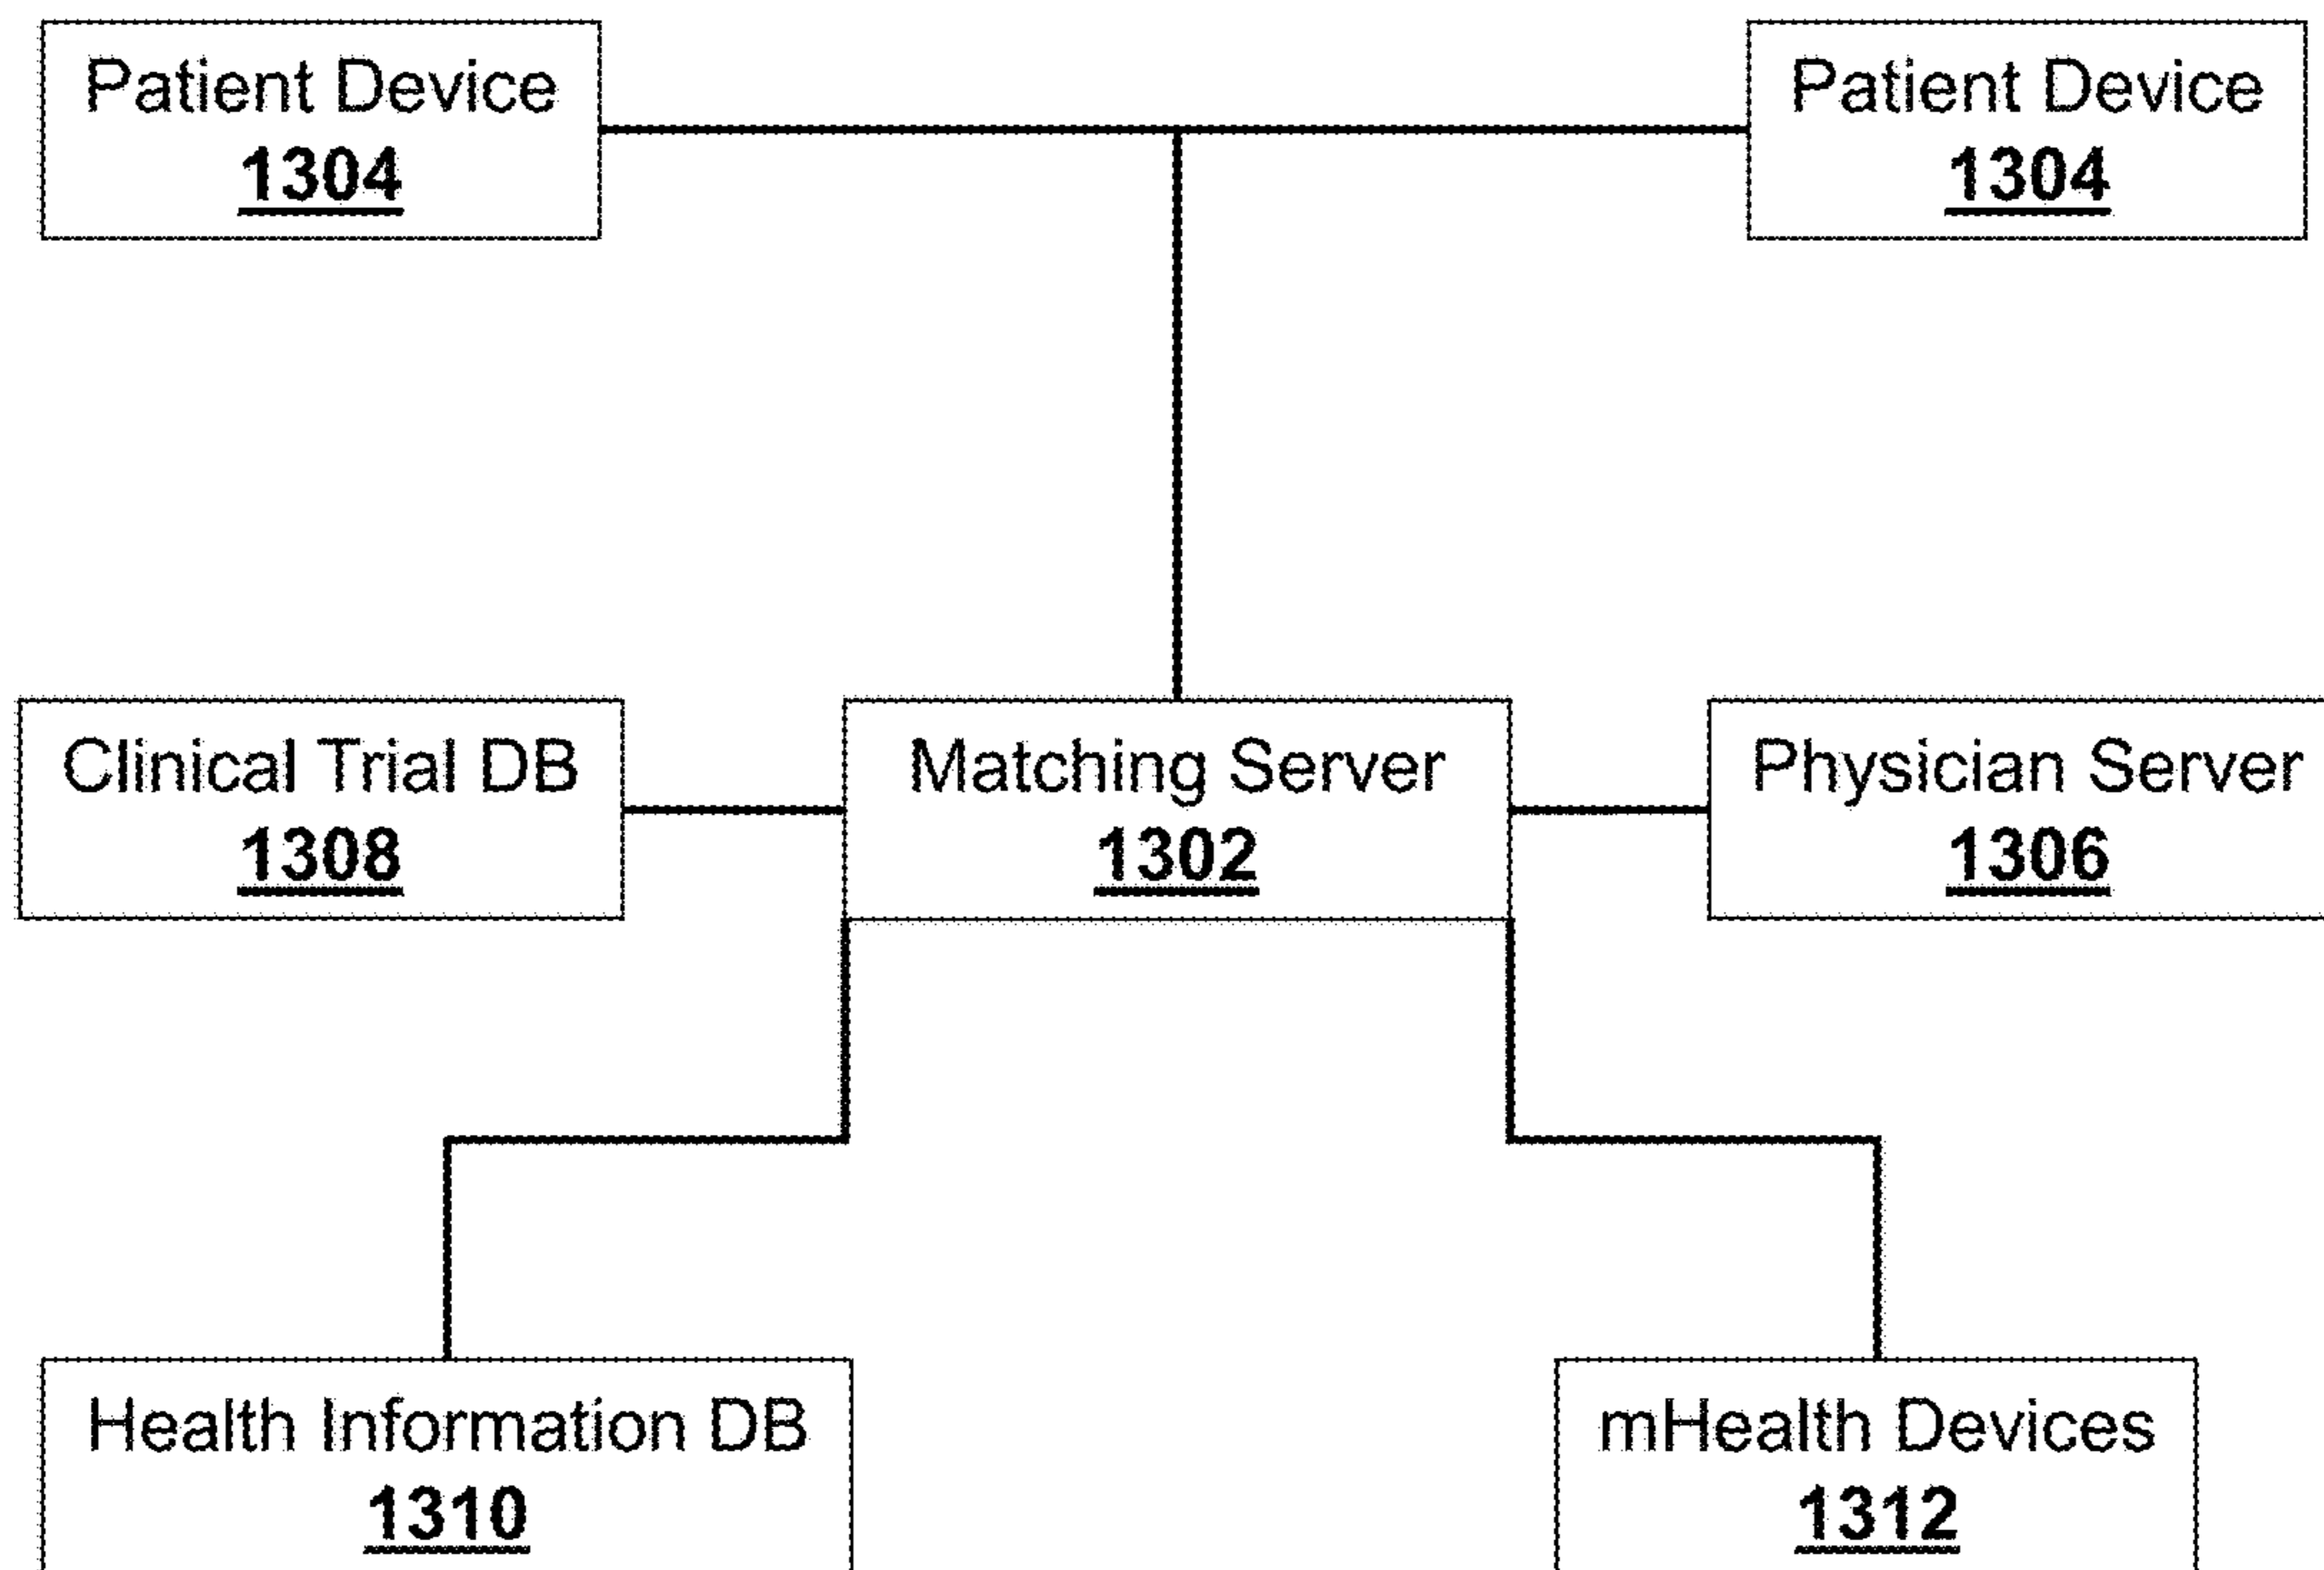 Patient Device
1304
Patient Device
1304
Clinical Trial DB
1308
Matching Server
1302
Physician Server
1306
Health Information DB
1310
mHealth Devices
1312